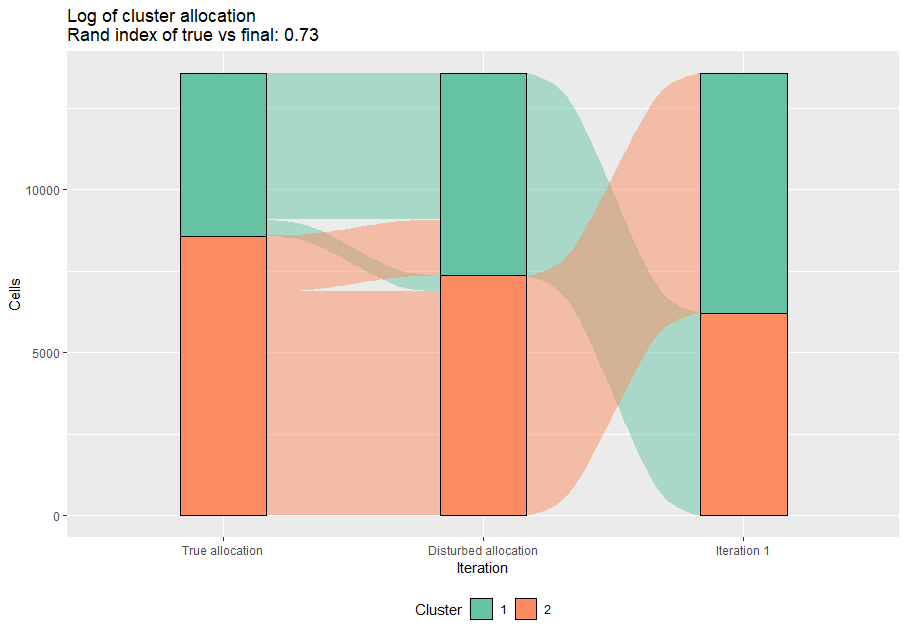 Log of cluster allocation
Rand index of true vs final: 0.73
Cells
10000
5000
0
True allocation
Disturbed allocation
Iteration 1
Iteration
Cluster
1
2